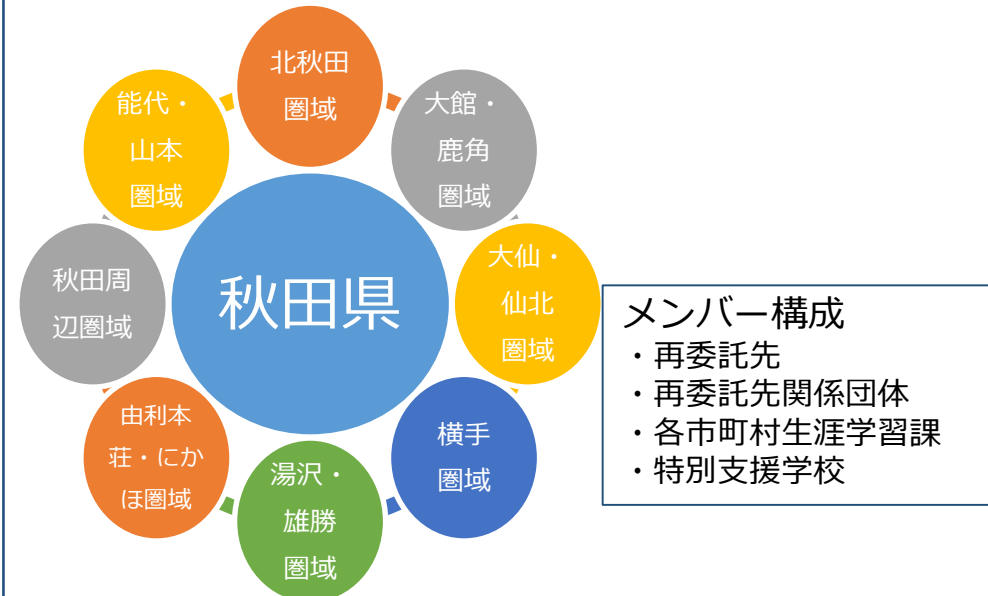 北秋田
圏域
大館・
鹿角
圏域
大仙・
仙北
圏域
横手
圏域
湯沢・
雄勝
圏域
由利本
荘・にか
ほ圏域
秋田周
辺圏域
能代・
山本
圏域
秋田県
メンバー構成
・再委託先
・再委託先関係団体
・各市町村生涯学習課
・特別支援学校